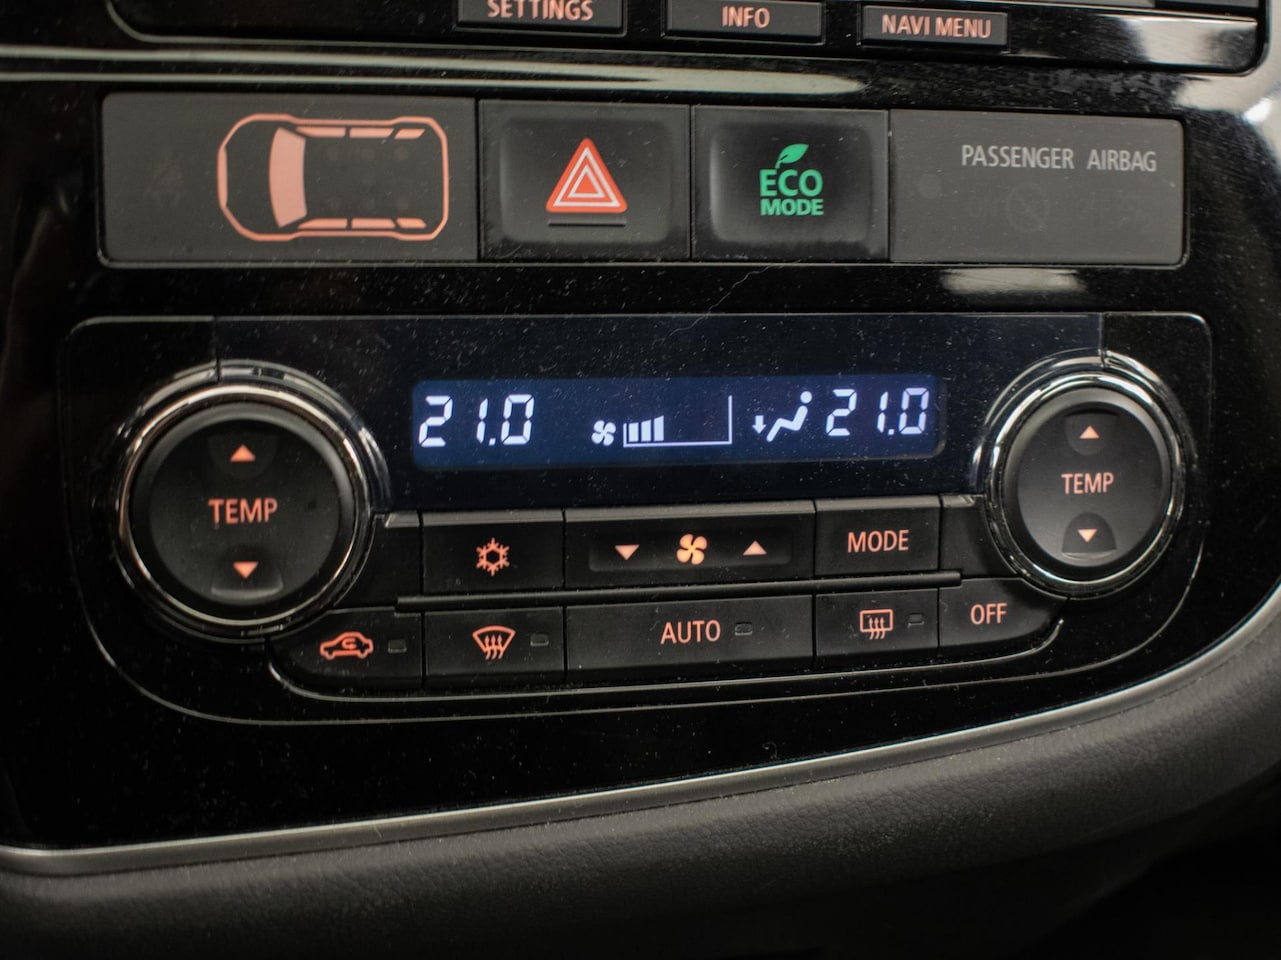 SETTINGS
INFO
NAVI MENU
ECO
MODE
PASSENGER AIRBAG
21.0
21.0
TEMP
TEMP
MODE
AUTO
OFF